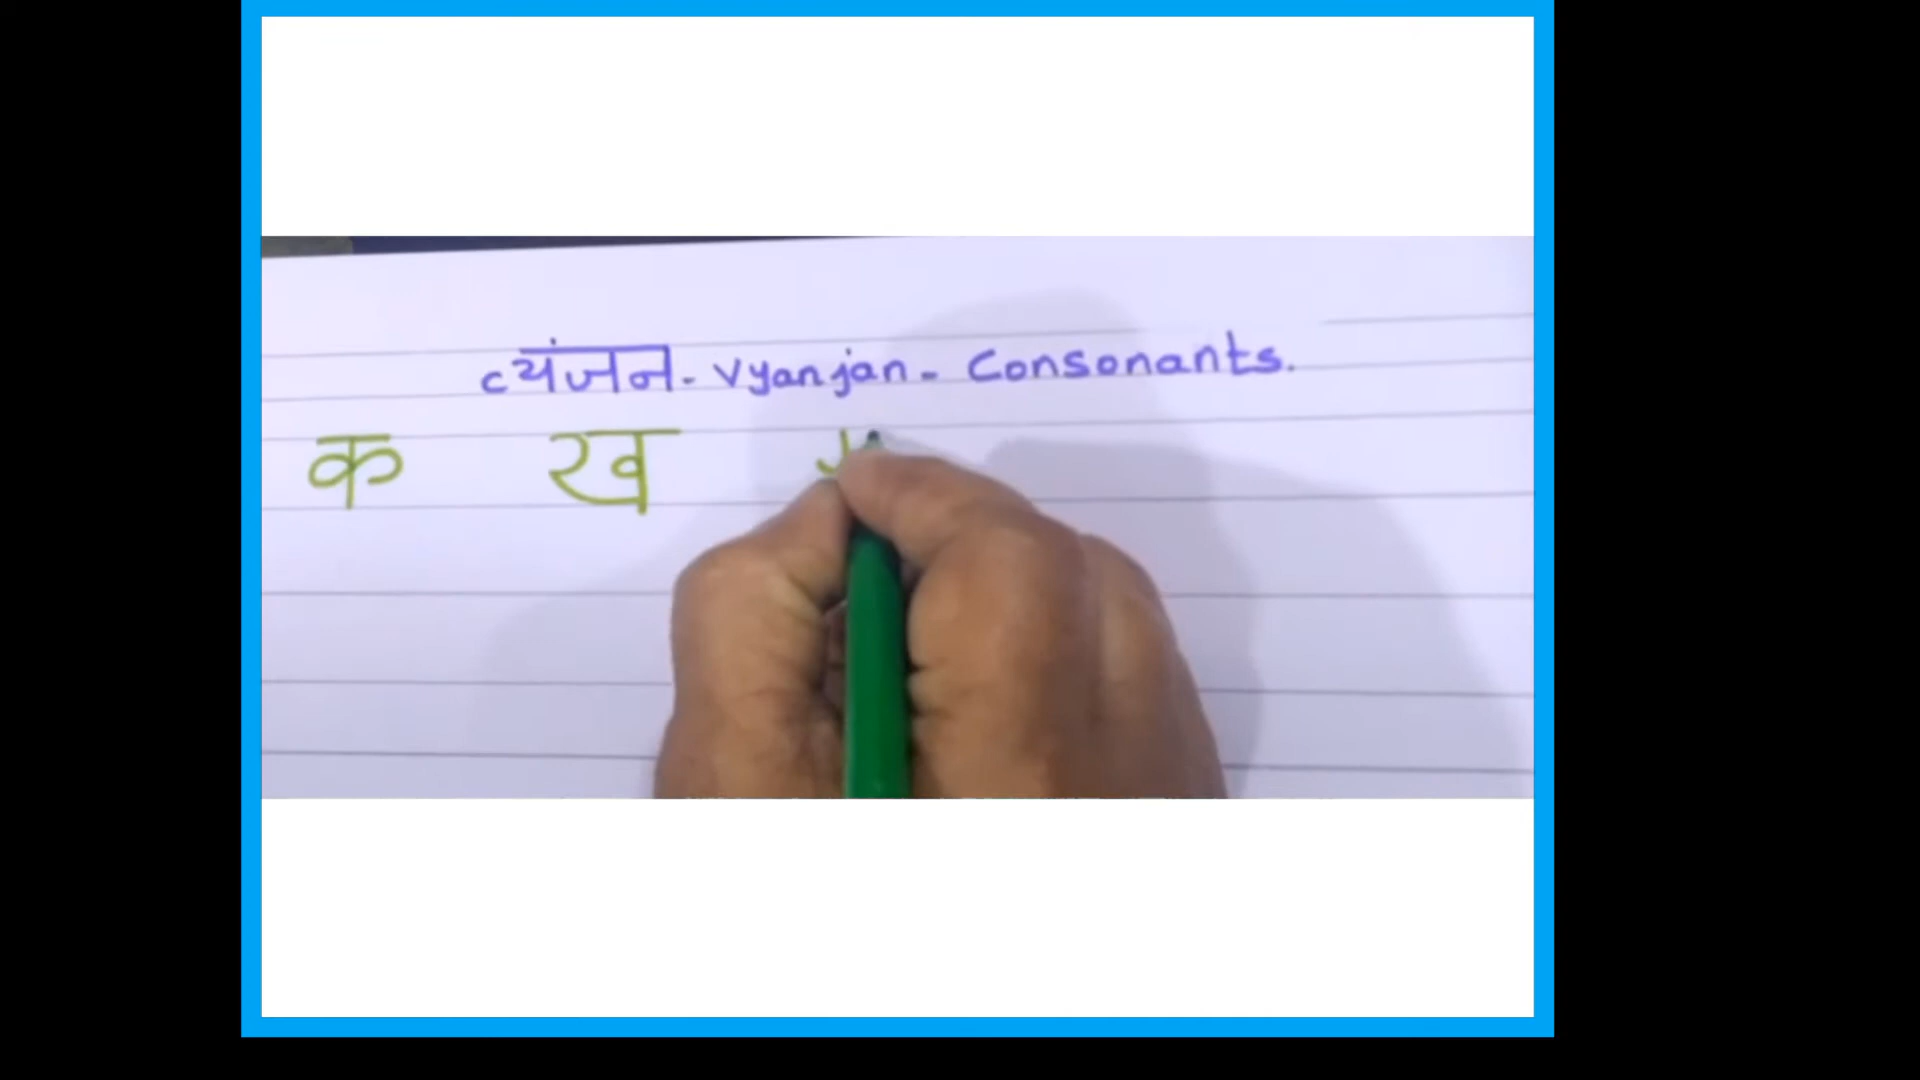 व्यंजन - Vyanjan - Consonants.
क ख